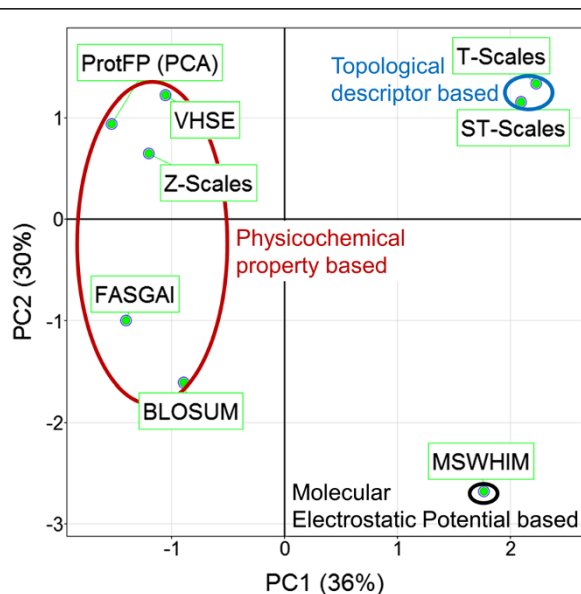 ProtFP (PCA)
VHSE
Z-Scales
FASGAI
BLOSUM
Physicochemical
property based
Topological
descriptor based
T-Scales
ST-Scales
MSWHIM
Molecular
Electrostatic Potential based
1
0
-1
-2
-3
PC2 (30%)
-1
0
1
2
PC1 (36%)